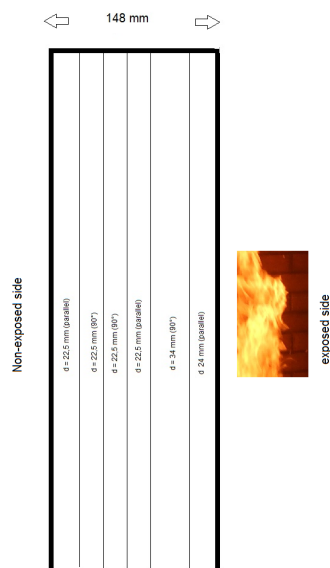 148 mm
Non-exposed side
d = 22,5 mm (parallel)
d = 22,5 mm (90°)
d = 22,5 mm (90°)
d = 22,5 mm (parallel)
d = 34 mm (90°)
d 24 mm (parallel)
exposed side